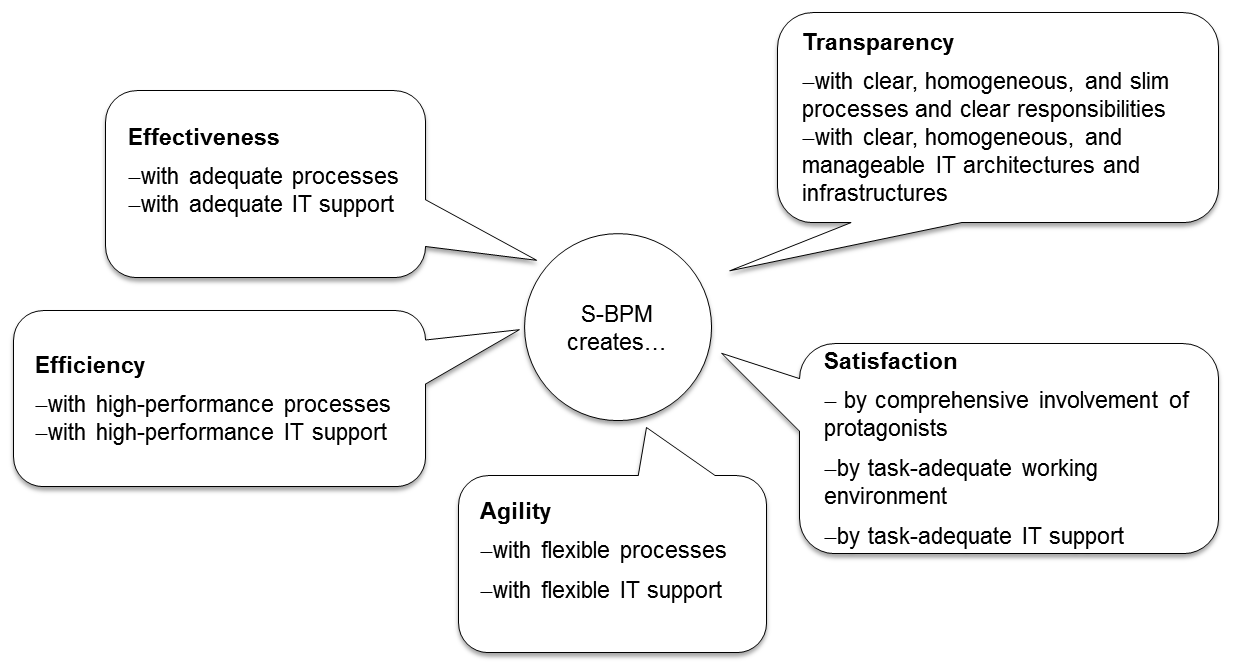 Effectiveness
–with adequate processes
–with adequate IT support
Transparency
–with clear, homogeneous, and slim
processes and clear responsibilities
–with clear, homogeneous, and
manageable IT architectures and
infrastructures
S-BPM
creates…
Efficiency
–with high-performance processes
–with high-performance IT support
Satisfaction
– by comprehensive involvement of
protagonists
–by task-adequate working
environment
–by task-adequate IT support
Agility
–with flexible processes
–with flexible IT support